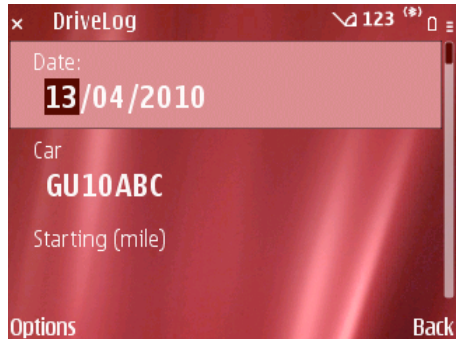 × DriveLog 123 (*)
Date:
13/04/2010
Car
GU10ABC
Starting (mile)
Options Back